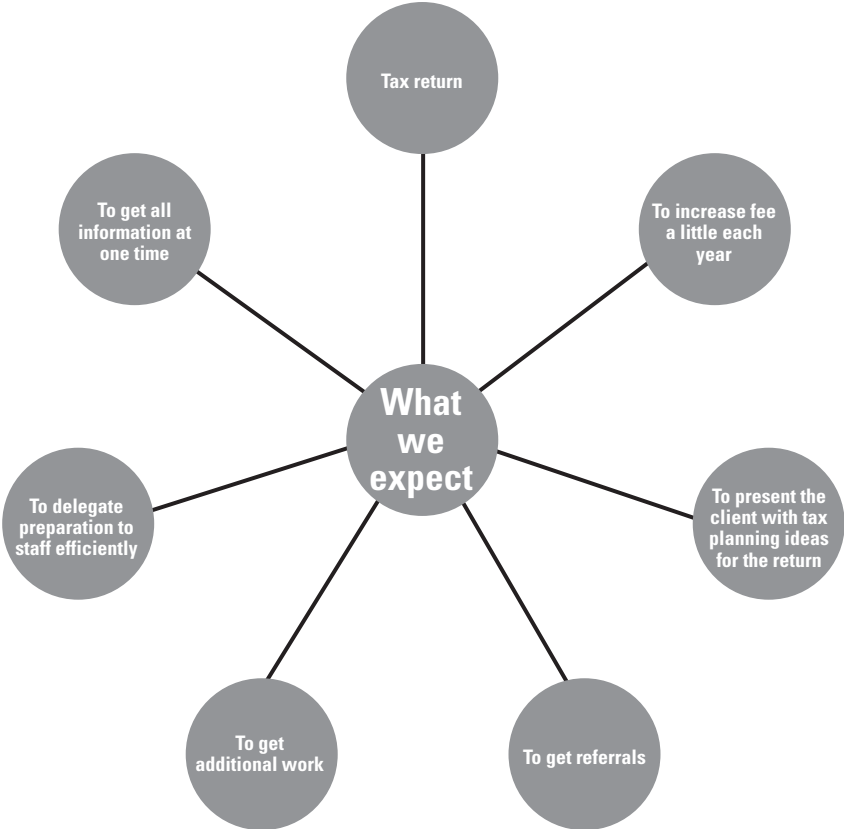 Tax return
To increase fee
a little each
year
To present the
client with tax
planning ideas
for the return
To get referrals
To get
additional work
To delegate
preparation to
staff efficiently
To get all
information at
one time
What
we
expect